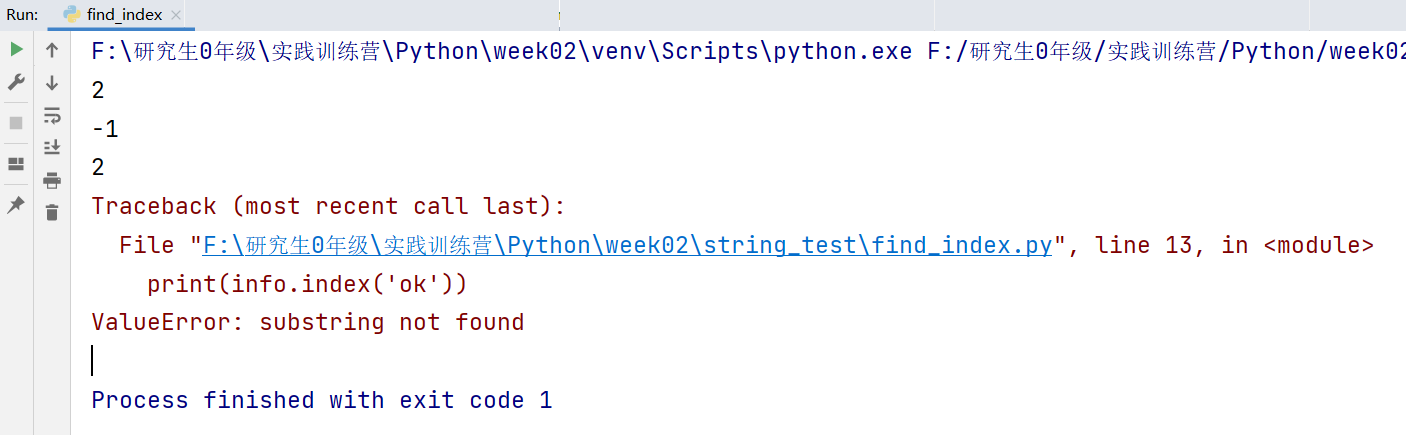 Run: find_index
F:\研究生0年级\实践训练营\Python\week02\venv\Scripts\python.exe F:/研究生0年级/实践训练营/Python/week02
2
-1
2
Traceback (most recent call last):
File "F:\研究生0年级\实践训练营\Python\week02\string_test\find_index.py", line 13, in <module>
print(info.index('ok'))
ValueError: substring not found
Process finished with exit code 1